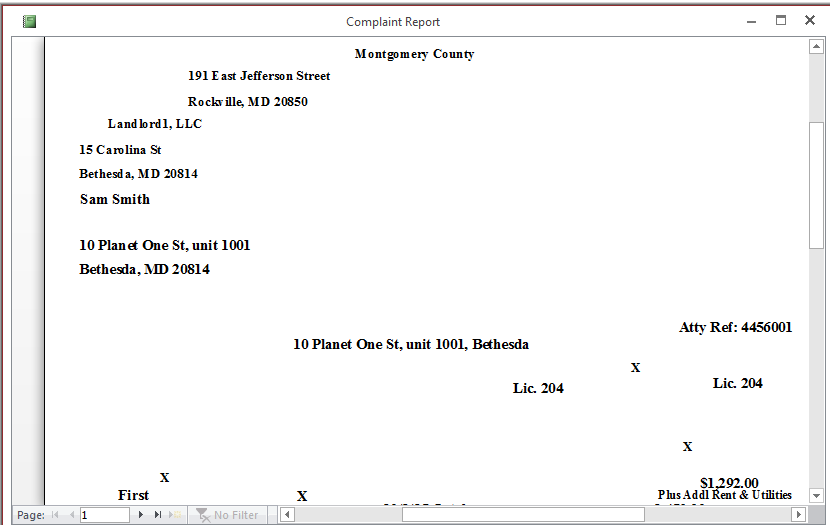 Complaint Report
Montgomery County
191 East Jefferson Street
Rockville, MD 20850
Landlord1, LLC
15 Carolina St
Bethesda, MD 20814
Sam Smith
10 Planet One St, unit 1001
Bethesda, MD 20814
Atty Ref: 4456001
10 Planet One St, unit 1001, Bethesda
X
Lic. 204
Lic. 204
X
X
$1,292.00
First
X
Plus Addl Rent & Utilities
Page:
1
No Filter